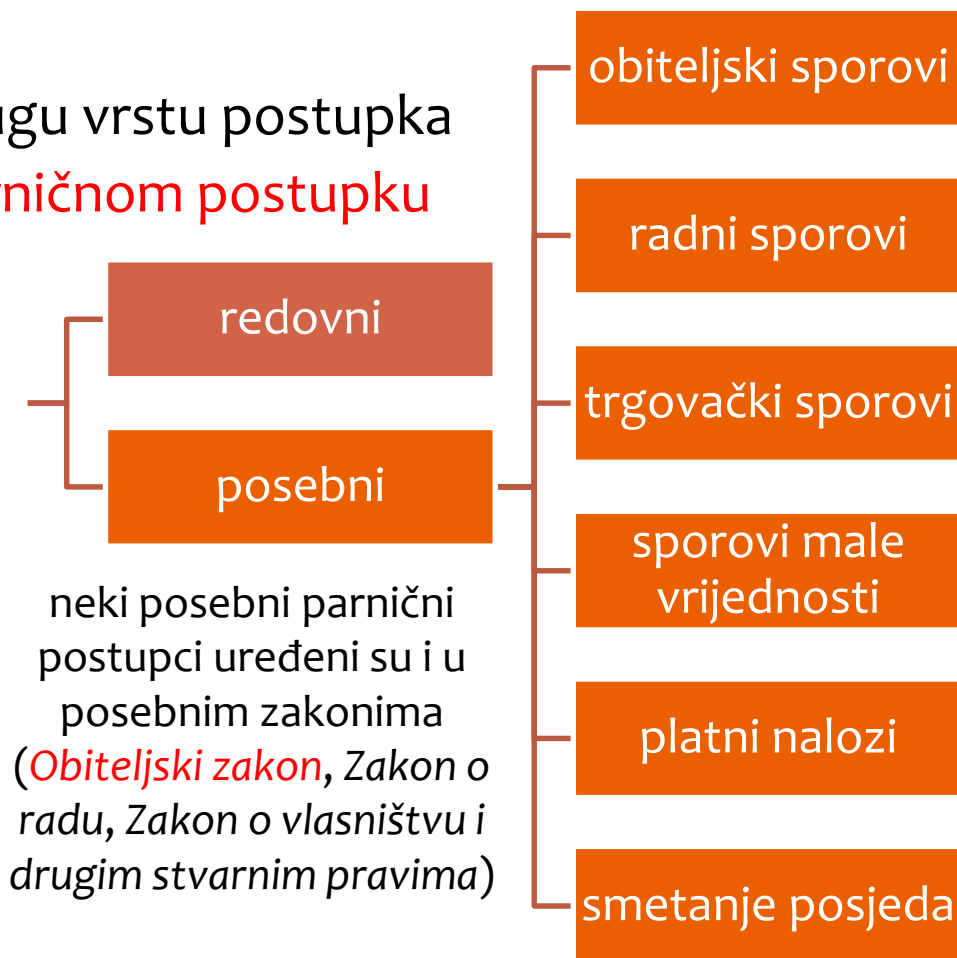 ugu vrstu postupka
ničnom postupku
redovni
posebni
neki posebni parnični
postupci uređeni su i u
posebnim zakonima
(Obiteljski zakon, Zakon o
radu, Zakon o vlasništvu i
drugim stvarnim pravima)
obiteljski sporovi
radni sporovi
trgovački sporovi
sporovi male
vrijednosti
platni nalozi
smetanje posjeda